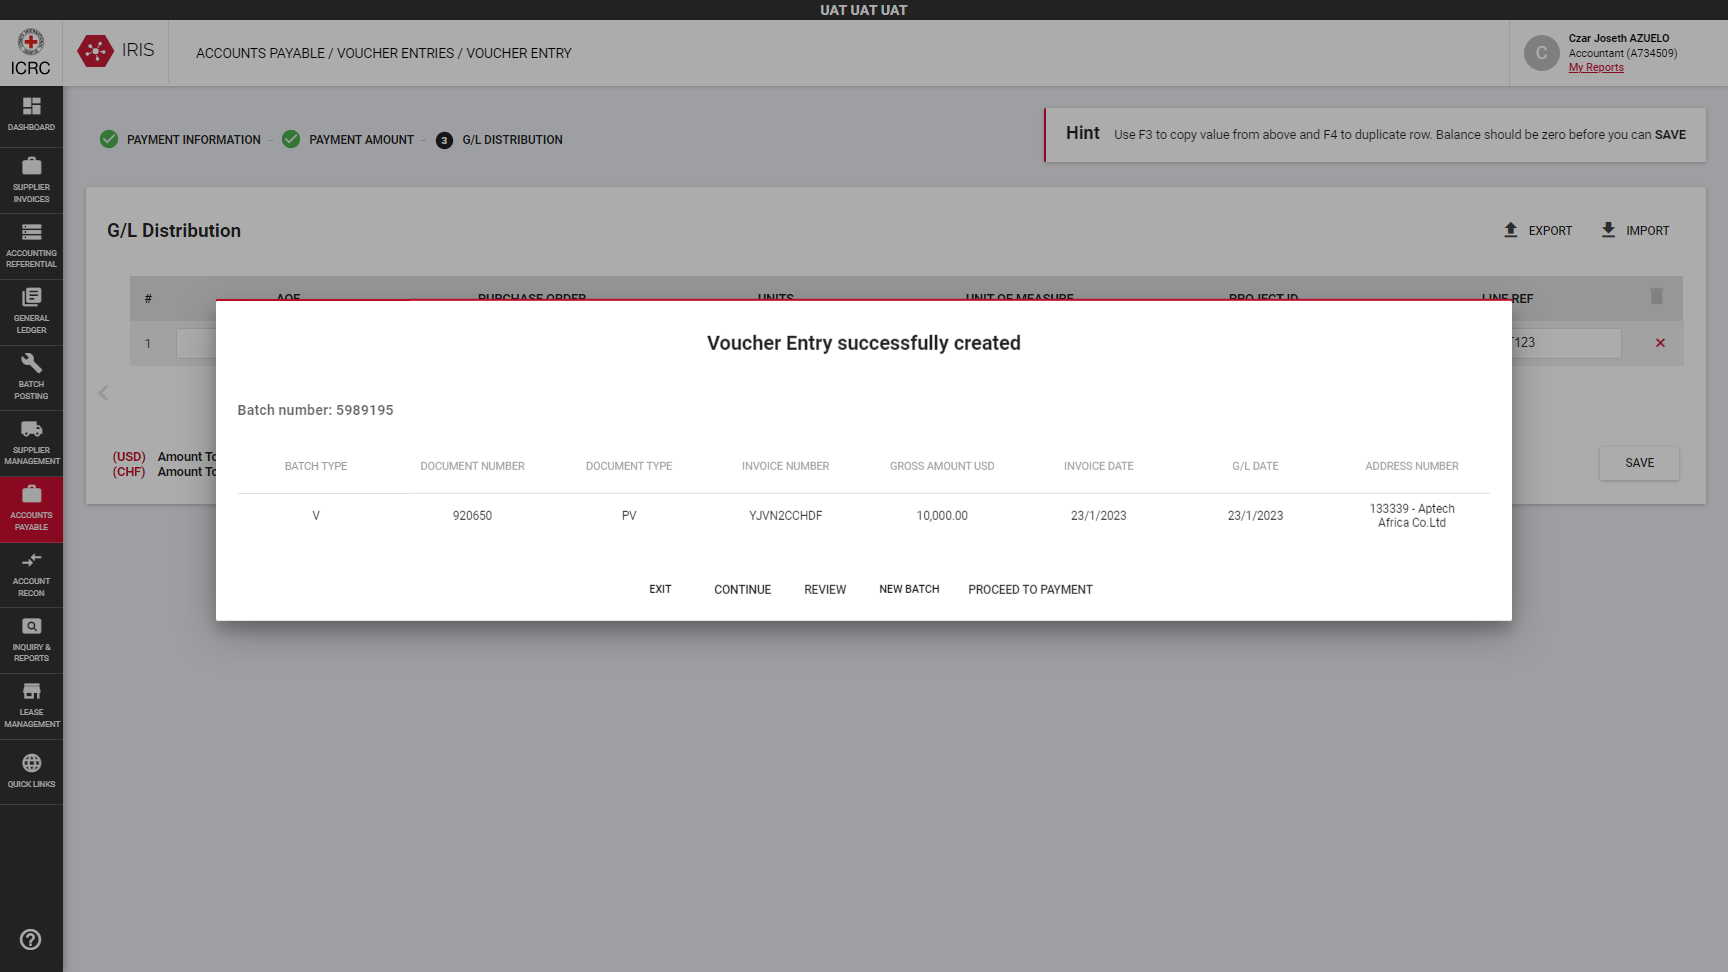 UAT UAT UAT
ICRC
IRIS
ACCOUNTS PAYABLE / VOUCHER ENTRIES / VOUCHER ENTRY
C
Czar Joseth AZUELO
Accountant (A734509)
My Reports
DASHBOARD
SUPPLIER
INVOICES
ACCOUNTING
REFERENTIAL
GENERAL
LEDGER
BATCH
POSTING
SUPPLIER
MANAGEMENT
ACCOUNTS
PAYABLE
ACCOUNT
RECON
INQUIRY &
REPORTS
LEASE
MANAGEMENT
QUICK LINKS
PAYMENT INFORMATION
PAYMENT AMOUNT
3 G/L DISTRIBUTION
Hint Use F3 to copy value from above and F4 to duplicate row. Balance should be zero before you can SAVE
G/L Distribution
EXPORT
IMPORT
# PURCHASE ORDER UNITS UNIT OF MEASURE PROJECT ID LINE REF
1 T123
(USD) Amount To
(CHF) Amount To
SAVE
Voucher Entry successfully created
Batch number: 5989195
BATCH TYPE DOCUMENT NUMBER DOCUMENT TYPE INVOICE NUMBER GROSS AMOUNT USD INVOICE DATE G/L DATE ADDRESS NUMBER
V 920650 PV YJVN2CCHDF 10,000.00 23/1/2023 23/1/2023 133339 - Aptech
Africa Co.Ltd
EXIT CONTINUE REVIEW NEW BATCH PROCEED TO PAYMENT